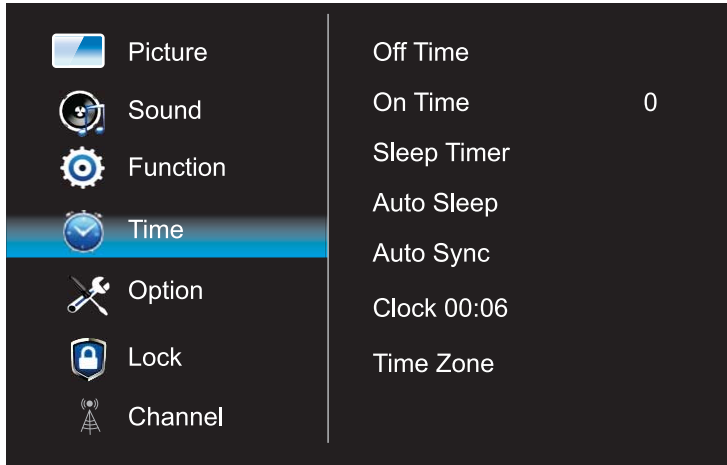 Picture
Sound
Function
Time
Option
Lock
Channel
Off Time
On Time 0
Sleep Timer
Auto Sleep
Auto Sync
Clock 00:06
Time Zone